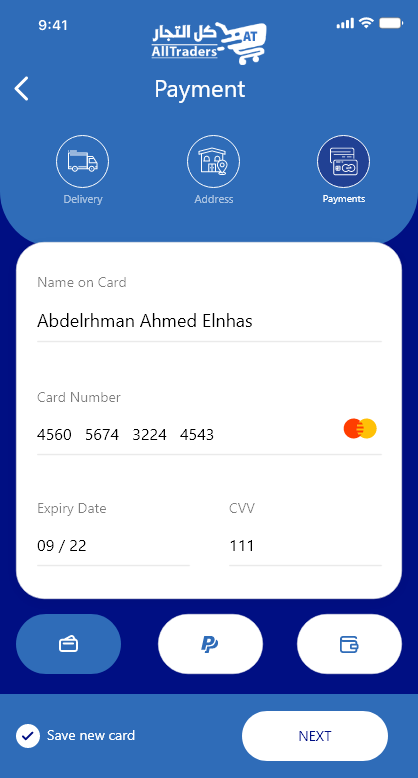 9:41
كل التجار
AT
AllTraders
Payment
Delivery
Address
Payments
Name on Card
Abdelrhman Ahmed Elnhas
Card Number
4560 5674 3224 4543
Expiry Date
CVV
09 / 22
111
Save new card
NEXT